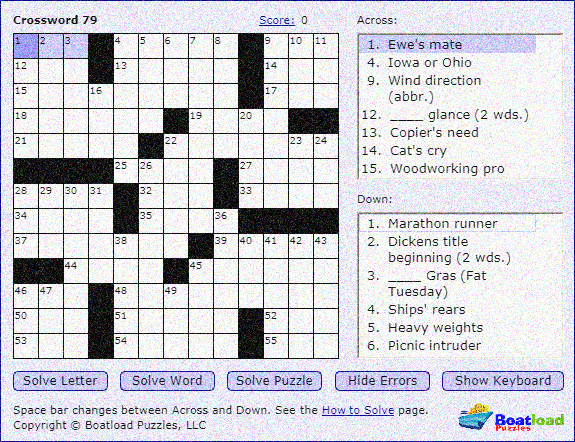 Crossword 79
Score: 0
1 2 3 4 5 6 7 8 9 10 11
12 13 14
15 16 17
18 19 20
21 22 23 24
25 26 27
28 29 30 31 32 33
34 35 36
37 38 39 40 41 42 43
44 45
46 47 48 49
50 51 52
53 54 55
Across:
1. Ewe's mate
4. Iowa or Ohio
9. Wind direction
(abbr.)
12. ____ glance (2 wds.)
13. Copier's need
14. Cat's cry
15. Woodworking pro
Down:
1. Marathon runner
2. Dickens title
beginning (2 wds.)
3. ____ Gras (Fat
Tuesday)
4. Ships' rears
5. Heavy weights
6. Picnic intruder
Solve Letter Solve Word Solve Puzzle Hide Errors Show Keyboard
Space bar changes between Across and Down. See the How to Solve page.
Copyright © Boatload Puzzles, LLC
Boatload
Puzzles